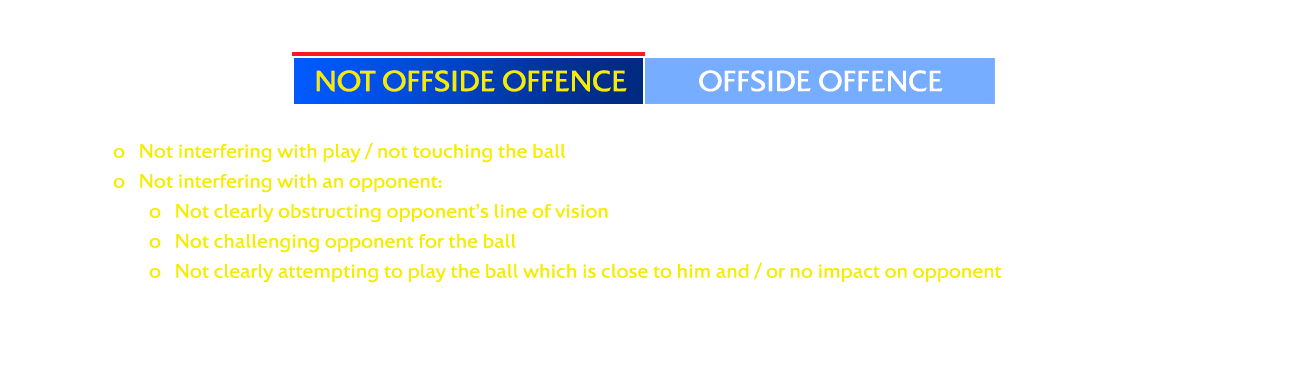 NOT OFFSIDE OFFENCE OFFSIDE OFFENCE
o Not interfering with play / not touching the ball
o Not interfering with an opponent:
o Not clearly obstructing opponent's line of vision
o Not challenging opponent for the ball
o Not clearly attempting to play the ball which is close to him and / or no impact on opponent